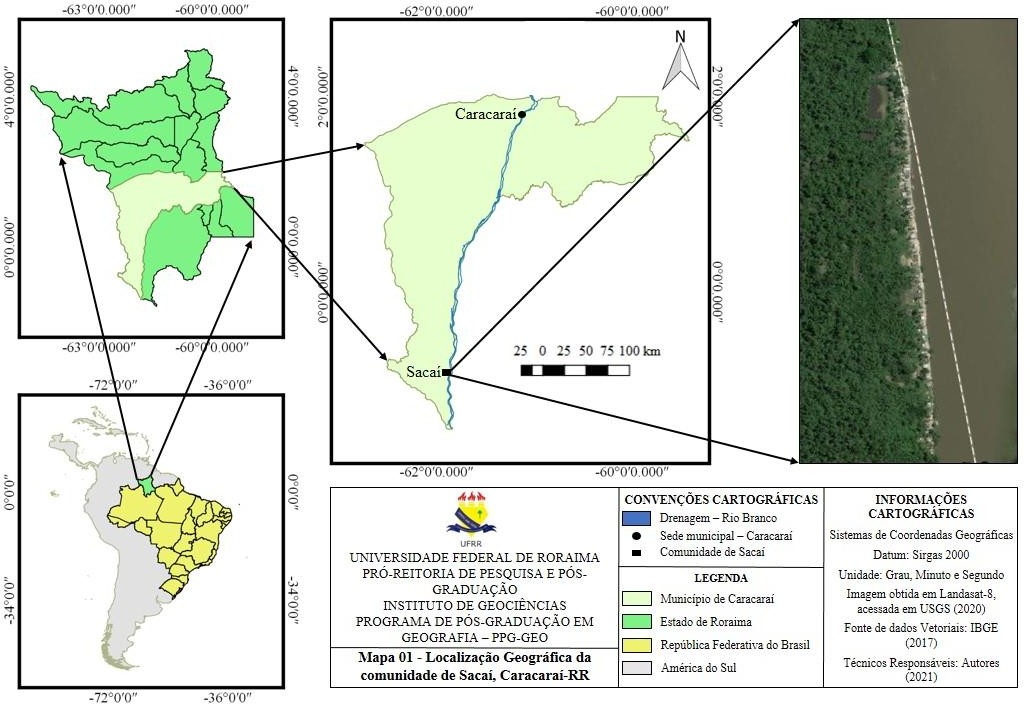 -63°0'0.000"
-60°0'0.000"
4°0'0.000"
0°0'0.000"
4°0'0.000"
0°0'0.000"
-63°0'0.000"
-60°0'0.000"
-62°0'0.000"
-60°0'0.000"
N
2°0'0.000"
0°0'0.000"
2°0'0.000"
0°0'0.000"
Caracaraí
Sacaí
25 0 25 50 75 100 km
-62°0'0.000"
-60°0'0.000"
-72°0'0"
-36°0'0"
0°0'0"
-34°0'0"
0°0'0"
-34°0'0"
-72°0'0"
-36°0'0"
UFRR
UNIVERSIDADE FEDERAL DE RORAIMA
PRÓ-REITORIA DE PESQUISA E PÓS-
GRADUAÇÃO
INSTITUTO DE GEOCIÊNCIAS
PROGRAMA DE PÓS-GRADUAÇÃO EM
GEOGRAFIA – PPG-GEO
Mapa 01 - Localização Geográfica da
comunidade de Sacaí, Caracaraí-RR
CONVENÇÕES CARTOGRÁFICAS
Drenagem – Rio Branco
Sede municipal – Caracaraí
Comunidade de Sacaí
LEGENDA
Município de Caracaraí
Estado de Roraima
República Federativa do Brasil
América do Sul
INFORMAÇÕES
CARTOGRÁFICAS
Sistemas de Coordenadas Geográficas
Datum: Sirgas 2000
Unidade: Grau, Minuto e Segundo
Imagem obtida em Landasat-8,
acessada em USGS (2020)
Fonte de dados Vetoriais: IBGE
(2017)
Técnicos Responsáveis: Autores
(2021)